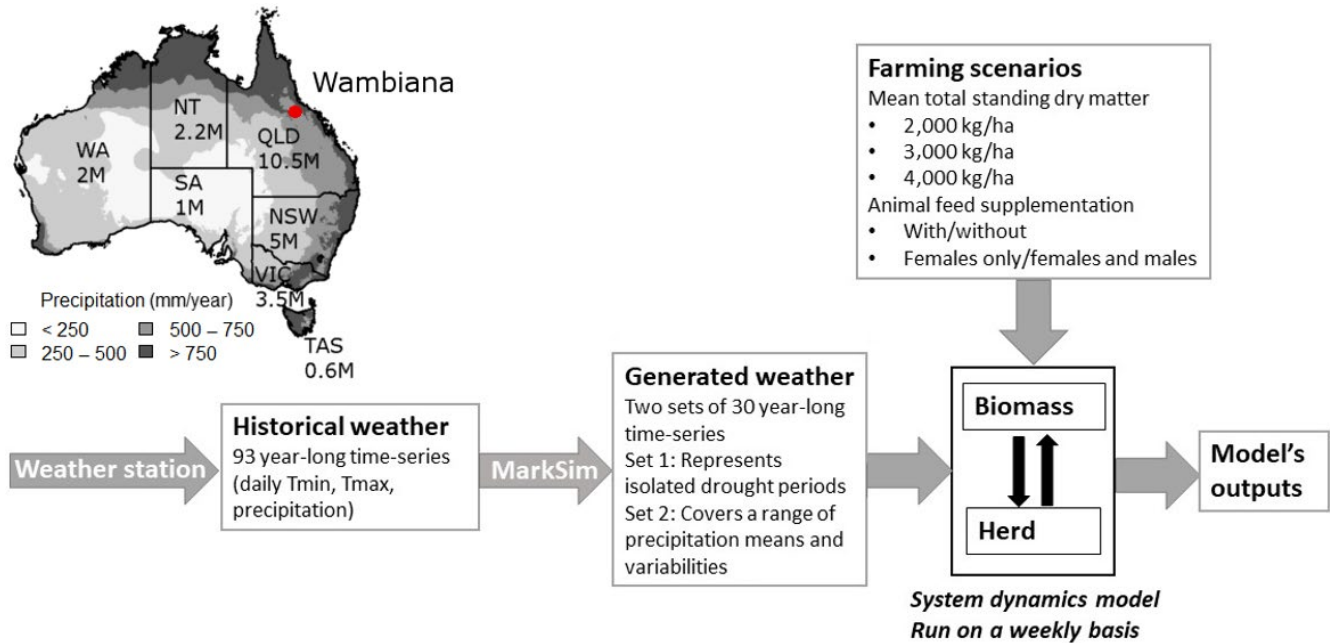 Wambiana
NT
2.2M
WA
2M
QLD
10.5M
SA
1M
NSW
5M
VIC
3.5M
TAS
0.6M
Precipitation (mm/year)
< 250
500 – 750
250 – 500
> 750
Farming scenarios
Mean total standing dry matter
• 2,000 kg/ha
• 3,000 kg/ha
• 4,000 kg/ha
Animal feed supplementation
• With/without
• Females only/females and males
Weather station
Historical weather
93 year-long time-series
(daily Tmin, Tmax,
precipitation)
MarkSim
Generated weather
Two sets of 30 year-long
time-series
Set 1: Represents
isolated drought periods
Set 2: Covers a range of
precipitation means and
variabilities
Biomass
Herd
System dynamics model
Run on a weekly basis
Model's
outputs